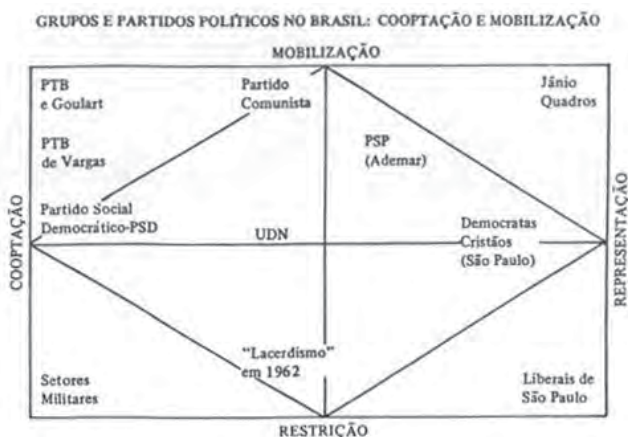 GRUPOS E PARTIDOS POLÍTICOS NO BRASIL: COOPTAÇÃO E MOBILIZAÇÃO
MOBILIZAÇÃO
PTB
e Goulart
Partido
Comunista
Jânio
Quadros
PTB
de Vargas
PSP
(Ademar)
COOPTAÇÃO
Partido Social
Democrático-PSD
UDN
Democratas
Cristãos
(São Paulo)
REPRESENTAÇÃO
"Lacerdismo"
em 1962
Setores
Militares
Liberais de
São Paulo
RESTRIÇÃO